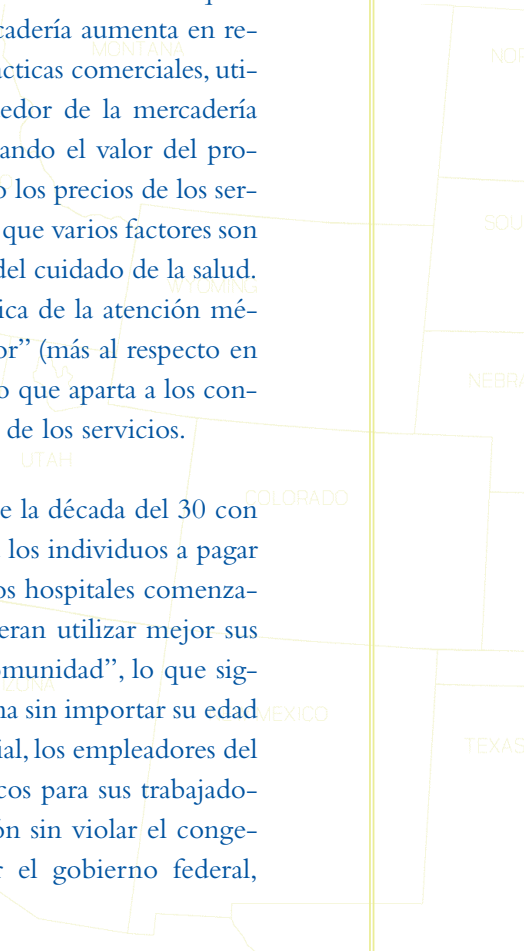 cadería aumenta en re-
ácticas comerciales, uti-
edor de la mercadería
ando el valor del pro-
o los precios de los ser-
que varios factores son
del cuidado de la salud.
ica de la atención mé-
or” (más al respecto en
o que aparta a los con-
de los servicios.
e la década del 30 con
los individuos a pagar
os hospitales comenza-
eran utilizar mejor sus
omunidad”, lo que sig-
na sin importar su edad
ial, los empleadores del
cos para sus trabajado-
ón sin violar el conge-
r el gobierno federal,
MONTANA
NOR
SOU
WYOMING
NEBRA
UTAH
COLORADO
ZONA
MEXICO
TEXAS